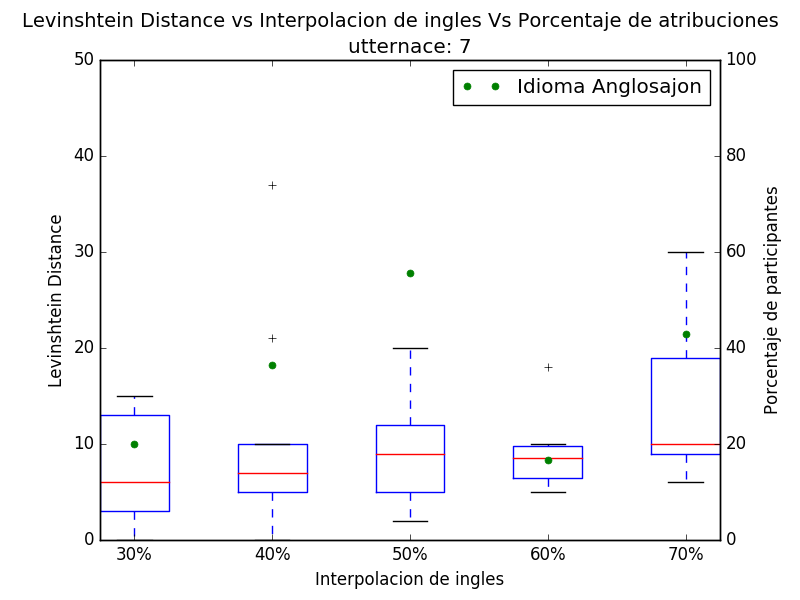 Levinshtein Distance vs Interpolacion de ingles Vs Porcentaje de atribuciones
utternace: 7
Idioma Anglosajon
50
40
30
20
10
0
Levinshtein Distance
100
80
60
40
20
0
Porcentaje de participantes
30% 40% 50% 60% 70%
Interpolacion de ingles